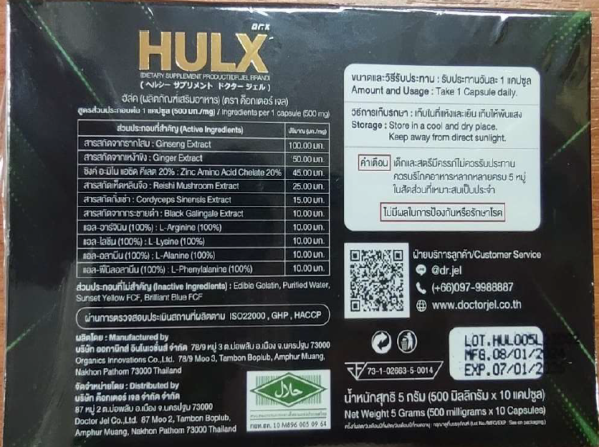 ดร.เจล
HULX
(DIETARY SUPPLEMENT PRODUCT)(DR.JEL BRAND)
( ヘルシー サプリメント ドクター ジェル )
ฮัลค์ (ผลิตภัณฑ์เสริมอาหาร) (ตรา ด็อกเตอร์ เจล)
สูตรส่วนประกอบต่อ 1 แคปซูล (500 มก./mg) / Ingredients per 1 capsule (500 mg)
ส่วนประกอบที่สำคัญ (Active Ingredients) ปริมาณ (มก./mg)
สารสกัดจากรากโสม : Ginseng Extract 100.00 มก.
สารสกัดจากเหง้าขิง : Ginger Extract 50.00 มก.
ซิงค์ อะมิโน แอซิด คีเลต 20% : Zinc Amino Acid Chelate 20% 45.00 มก.
สารสกัดเห็ดหลินจือ : Reishi Mushroom Extract 25.00 มก.
สารสกัดถั่งเช่า : Cordyceps Sinensis Extract 15.00 มก.
สารสกัดจากกระชายดำ : Black Galingale Extract 10.00 มก.
แอล-อาร์จินีน (100%) : L-Arginine (100%) 10.00 มก.
แอล-ไลซีน (100%) : L-Lysine (100%) 10.00 มก.
แอล-อลานีน (100%) : L-Alanine (100%) 10.00 มก.
แอล-ฟีนิลอลานีน (100%) : L-Phenylalanine (100%) 10.00 มก.
ส่วนประกอบที่ไม่สำคัญ (Inactive Ingredients) : Edible Gelatin, Purified Water,
Sunset Yellow FCF, Brilliant Blue FCF
ผ่านการตรวจสอบประเมินสถานที่ผลิตตาม ISO22000 , GHP , HACCP
ผลิตโดย : Manufactured by
บริษัท ออกานิกส์ อินโนเวชั่นส์ จำกัด 78/9 หมู่ 3 ต.บ่อพลับ อ.เมือง จ.นครปฐม 73000
Organics Innovations Co.,Ltd. 78/9 Moo 3, Tambon Boplub, Amphur Muang,
Nakhon Pathom 73000 Thailand
จัดจำหน่ายโดย : Distributed by
บริษัท ด็อกเตอร์ เจล จำกัด
87 หมู่ 2 ต.บ่อพลับ อ.เมือง จ.นครปฐม 73000
Doctor Jel Co.,Ltd. 87 Moo 2, Tambon Boplub,
Amphur Muang, Nakhon Pathom 73000 Thailand
حلال
กอท.ฮล. 10 M896 005 09 64
ขนาดและวิธีรับประทาน : รับประทานวันละ 1 แคปซูล
Amount and Usage : Take 1 Capsule daily.
วิธีการเก็บรักษา : เก็บในที่แห้งและเย็น เก็บให้พ้นแสง
Storage : Store in a cool and dry place.
Keep away from direct sunlight.
คำเตือน เด็กและสตรีมีครรภ์ไม่ควรรับประทาน
ควรบริโภคอาหารหลากหลายครบ 5 หมู่
ในสัดส่วนที่เหมาะสมเป็นประจำ
ไม่มีผลในการป้องกันหรือรักษาโรค
ฝ่ายบริการลูกค้า/Customer Service
@dr.jel
(+66)097-9988887
www.doctorjel.co.th
LOT.HUL005L
MFG.08/01/
EXP.07/01/
อย 73-1-02663-5-0014
น้ำหนักสุทธิ 5 กรัม (500 มิลลิกรัม x 10 แคปซูล)
Net Weight 5 Grams (500 milligrams x 10 Capsules)